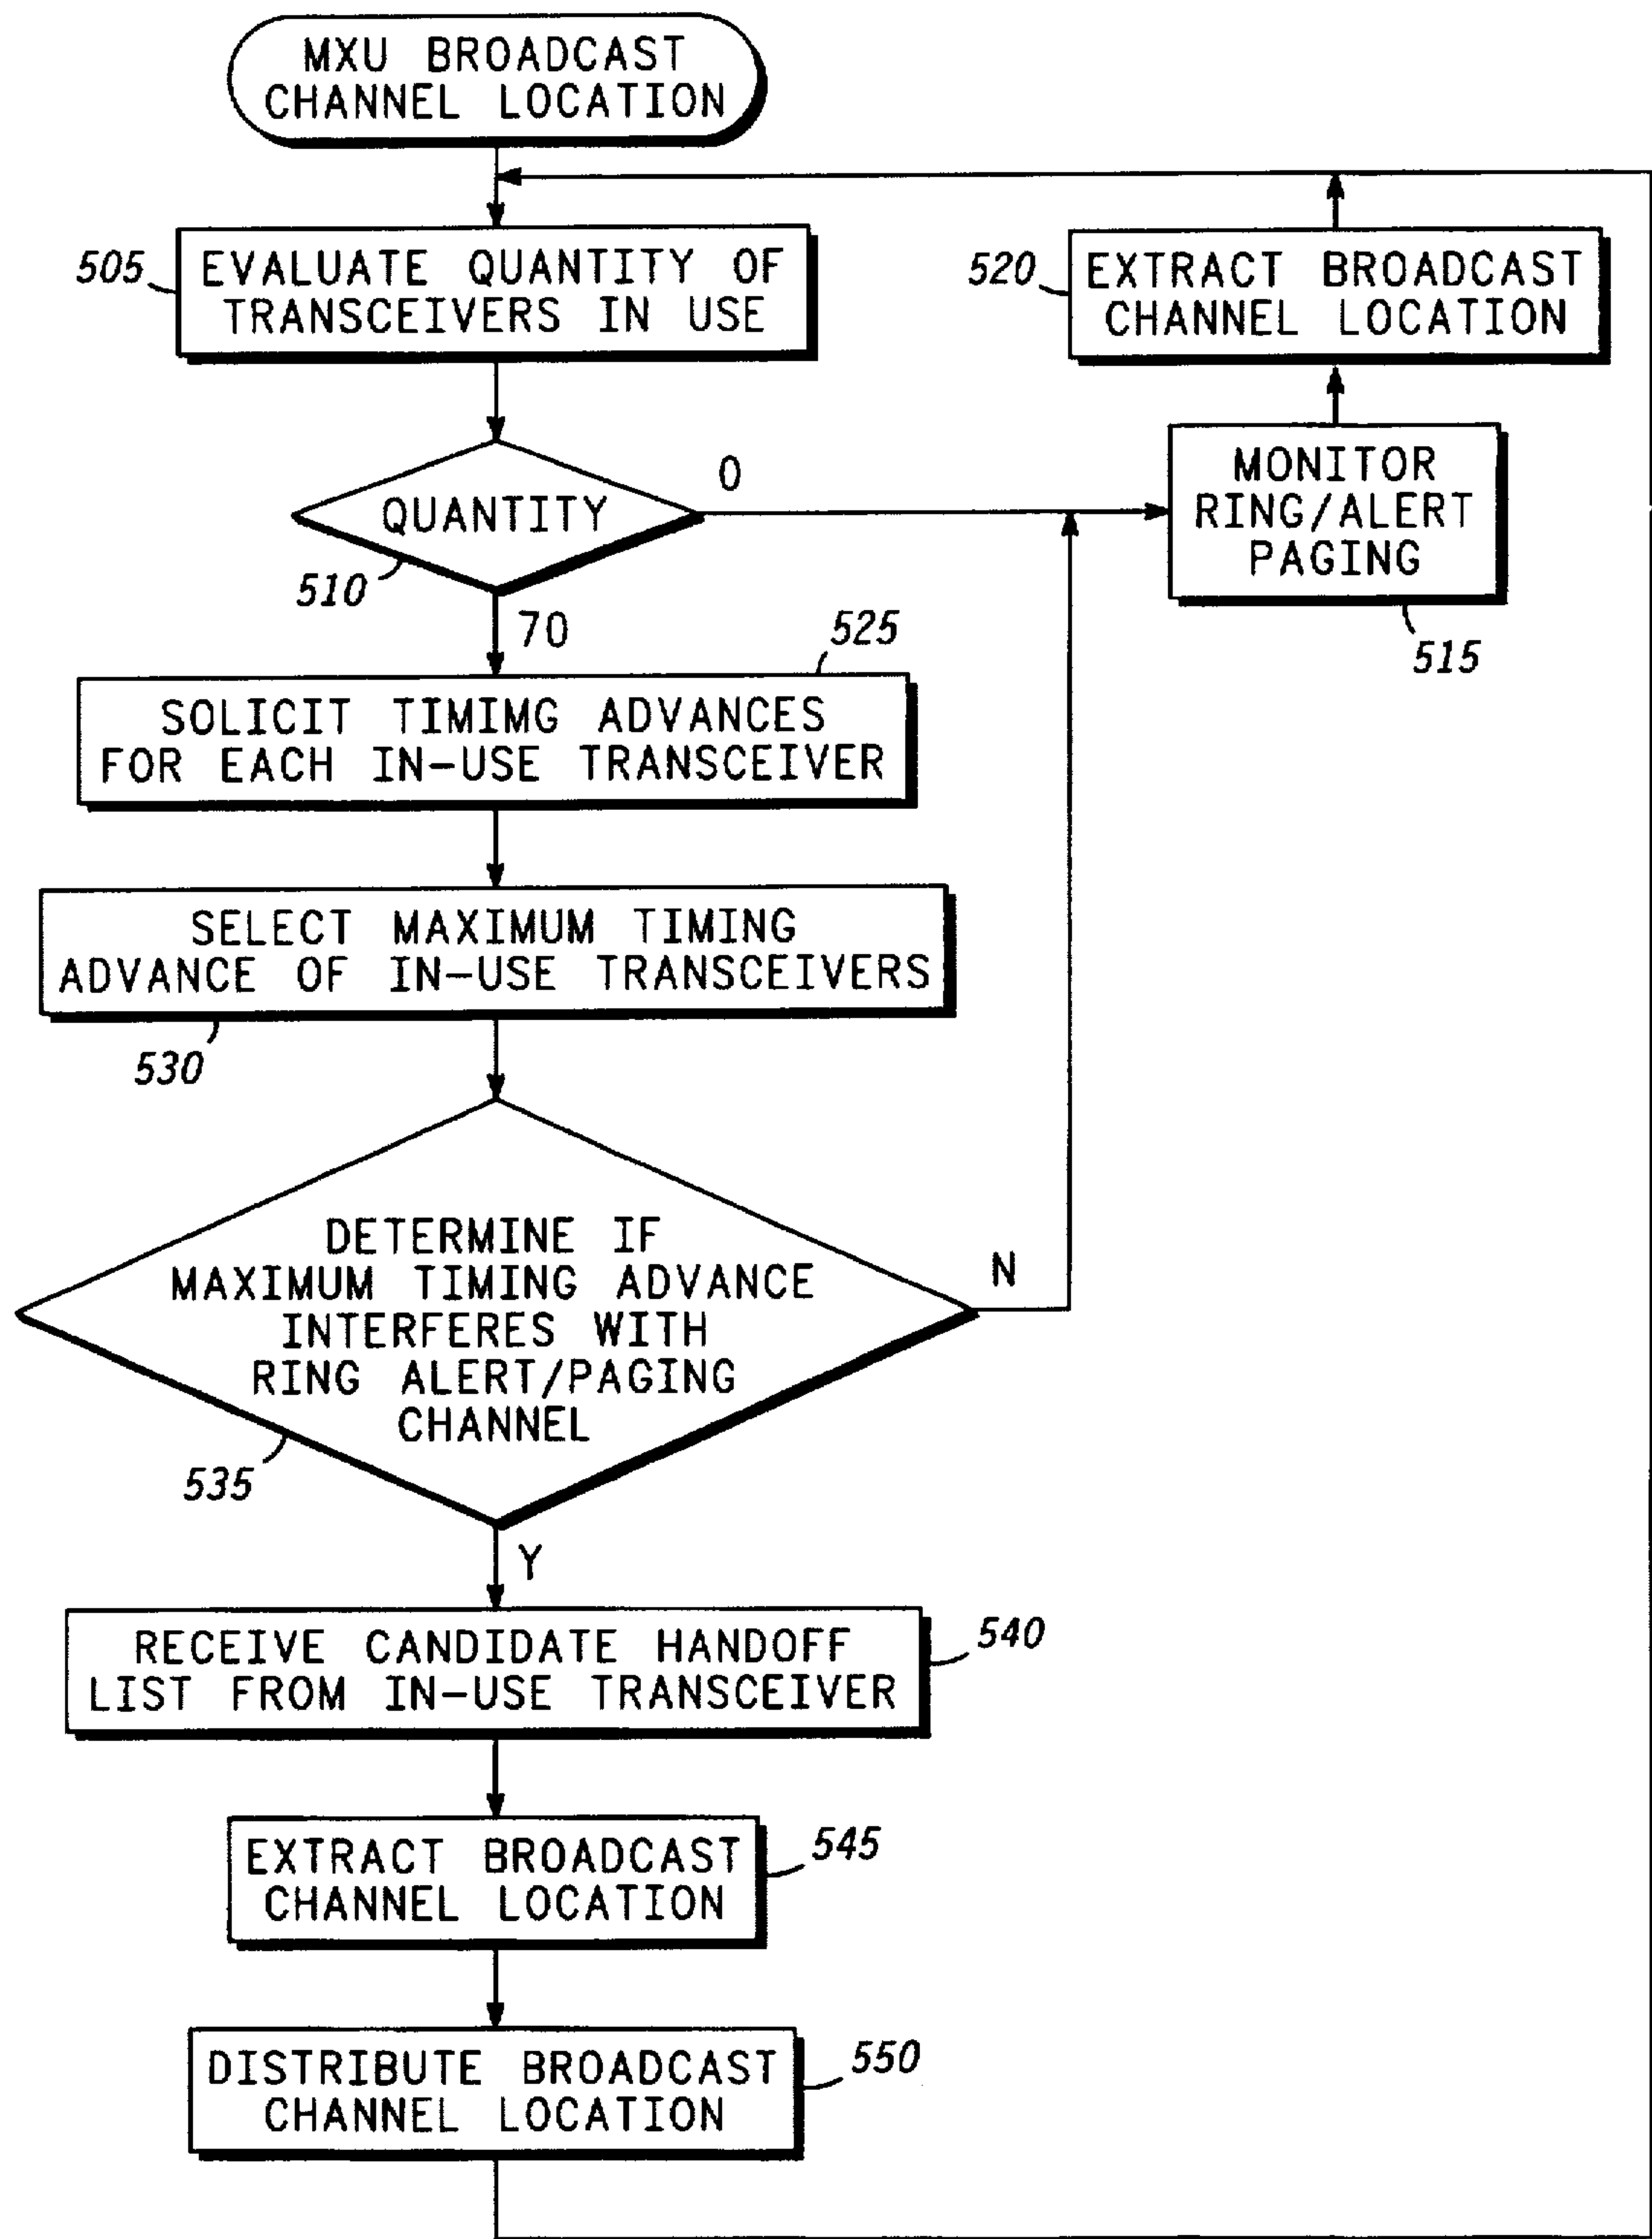 MXU BROADCAST
CHANNEL LOCATION
505
EVALUATE QUANTITY OF
TRANSCEIVERS IN USE
520
EXTRACT BROADCAST
CHANNEL LOCATION
QUANTITY
0
510
70
MONITOR
RING/ALERT
PAGING
515
525
SOLICIT TIMIMG ADVANCES
FOR EACH IN-USE TRANSCEIVER
SELECT MAXIMUM TIMING
ADVANCE OF IN-USE TRANSCEIVERS
530
DETERMINE IF
MAXIMUM TIMING ADVANCE
INTERFERES WITH
RING ALERT/PAGING
CHANNEL
N
535
Y
RECEIVE CANDIDATE HANDOFF
LIST FROM IN-USE TRANSCEIVER
540
EXTRACT BROADCAST
CHANNEL LOCATION
545
DISTRIBUTE BROADCAST
CHANNEL LOCATION
550